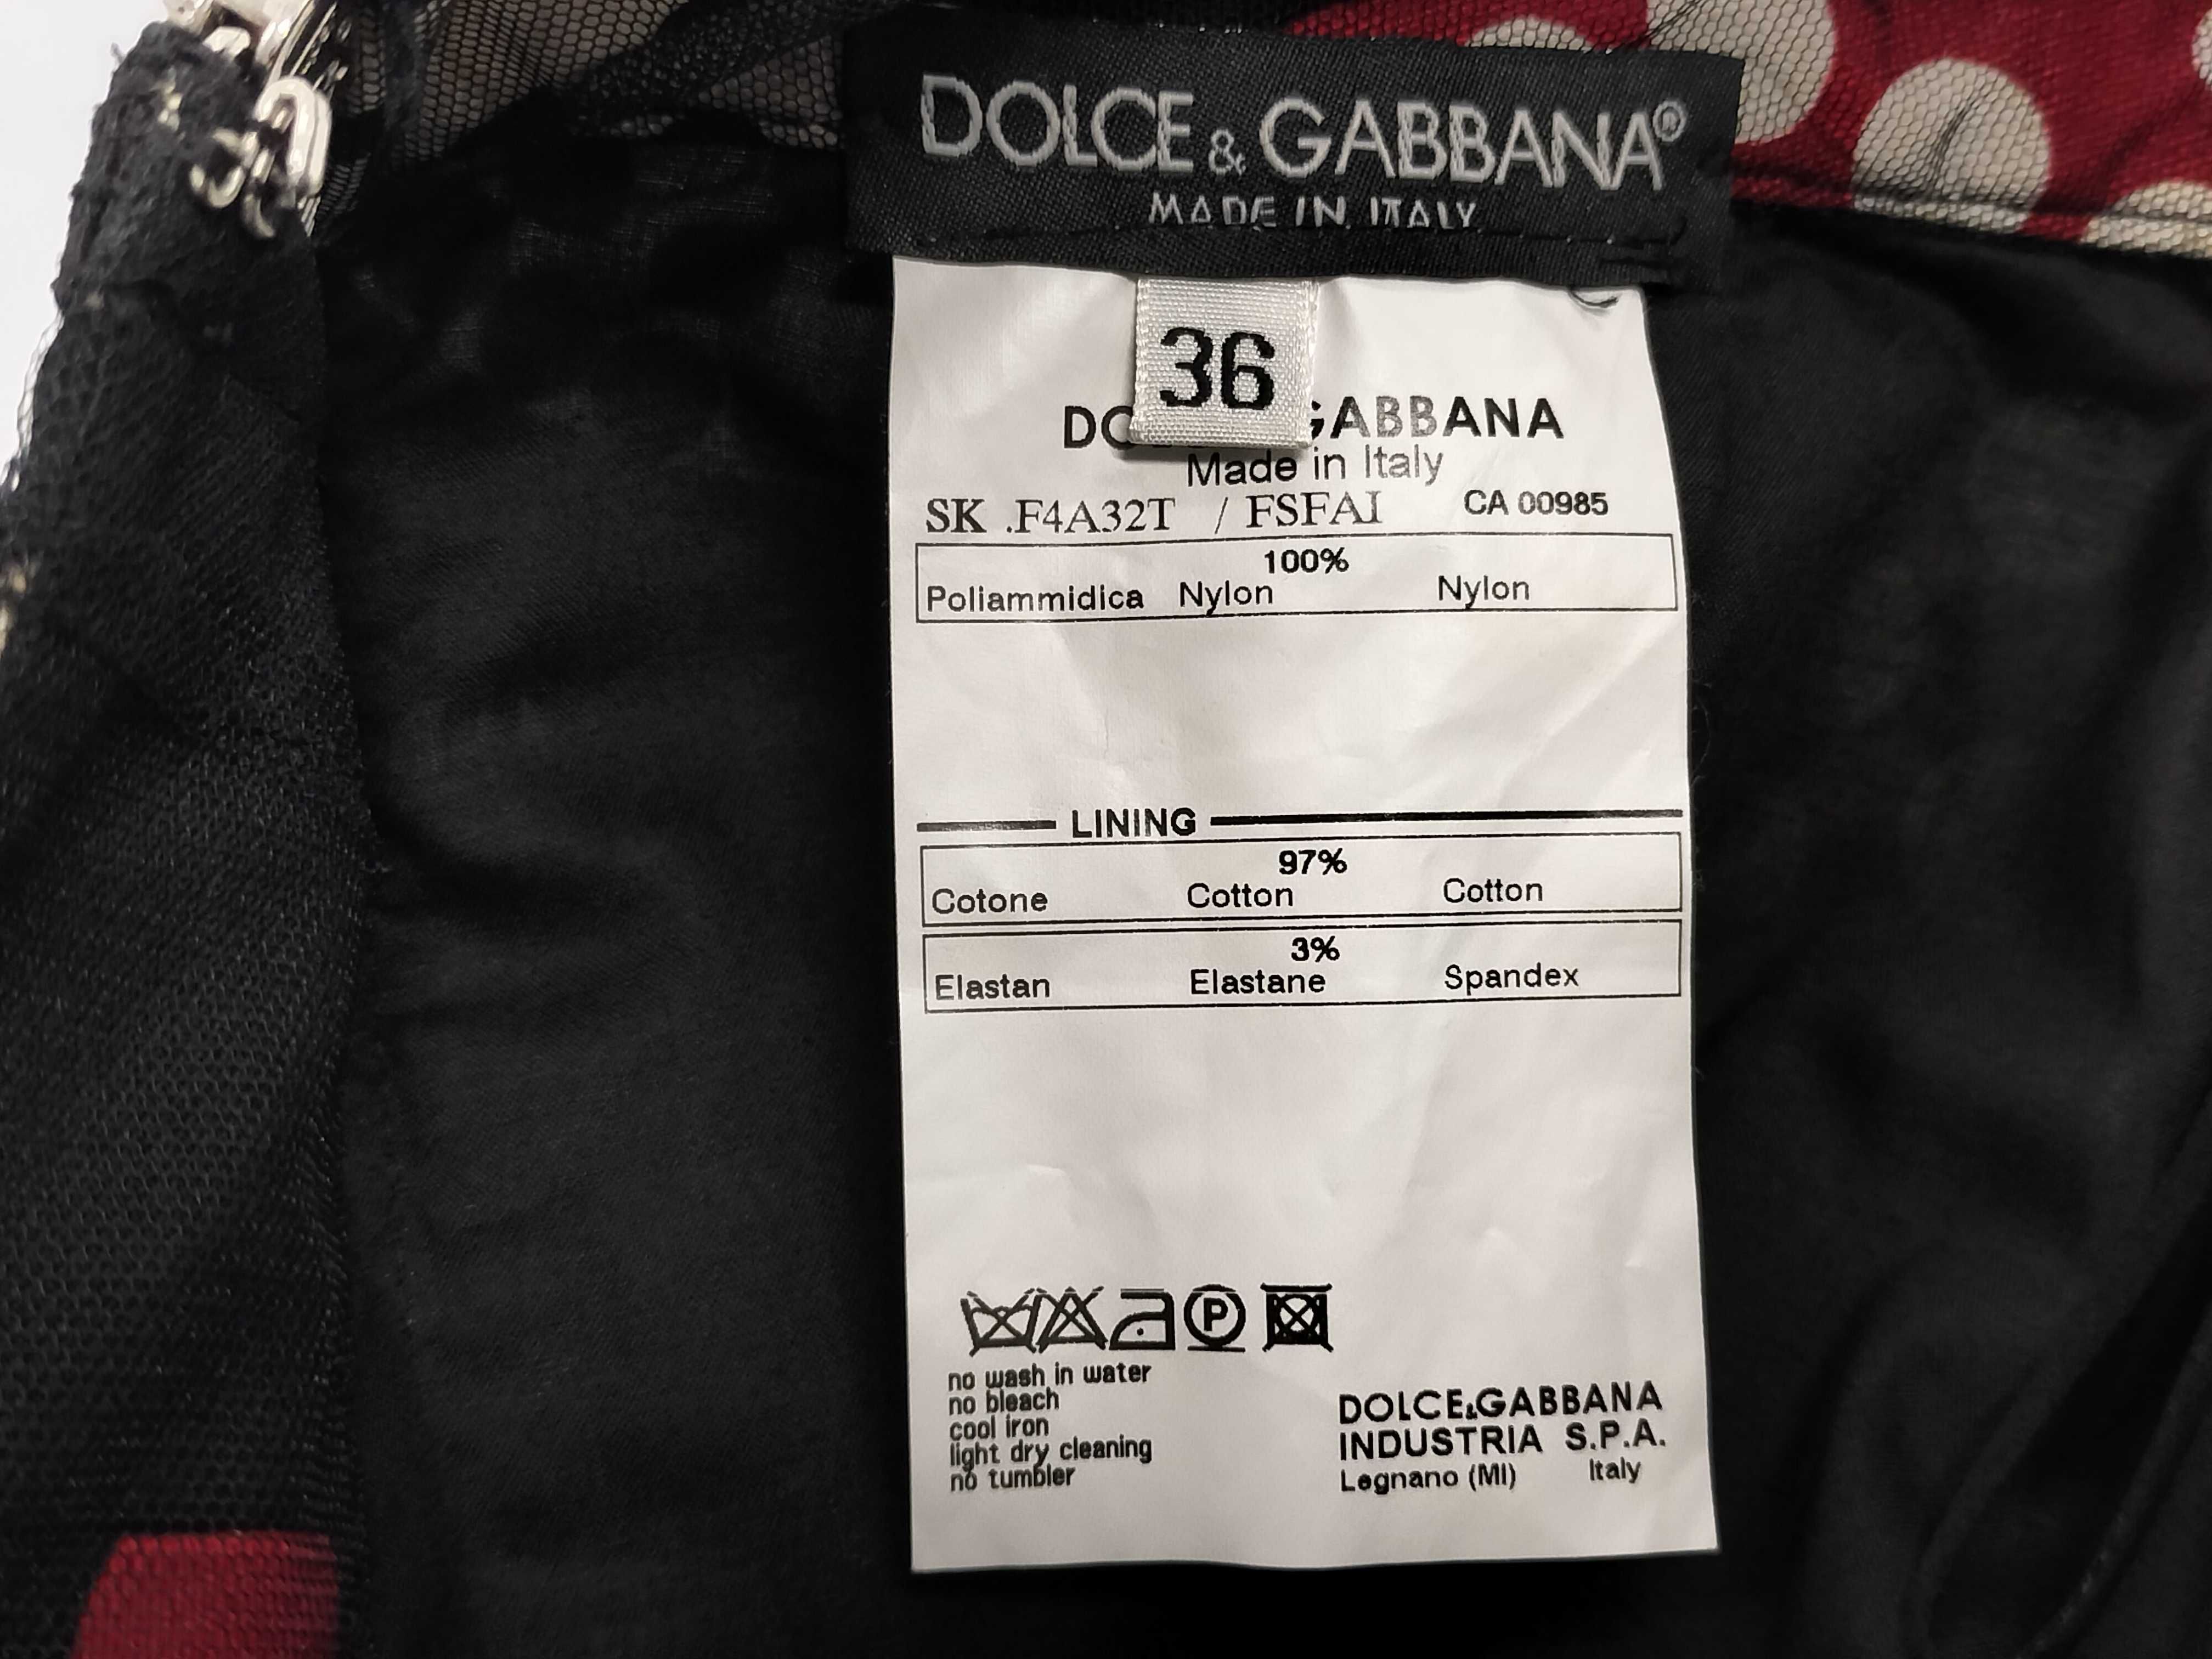 DOLCE & GABBANA®
MADE IN ITALY
36
GABBANA
Made in Italy
SK .F4A32T / FSFAI CA 00985
100%
Poliammidica Nylon Nylon
LINING
97%
Cotone Cotton Cotton
3%
Elastan Elastane Spandex
P
no wash in water
no bleach
cool iron
light dry cleaning
no tumbler
DOLCE&GABBANA
INDUSTRIA S.P.A.
Legnano (MI) Italy